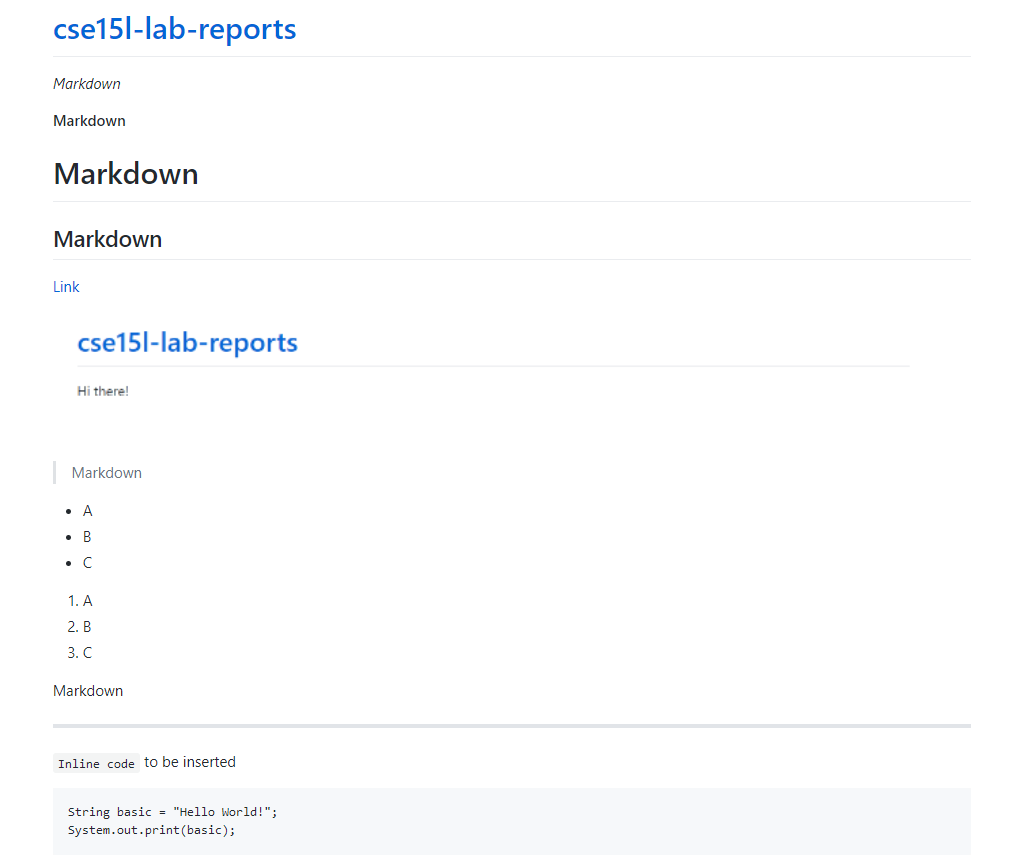 cse15l-lab-reports
Markdown
Markdown
Markdown
Markdown
Link
cse15l-lab-reports
Hi there!
Markdown
• A
• B
• C
1. A
2. B
3. C
Markdown
Inline code to be inserted
String basic = "Hello World!";
System.out.print(basic);